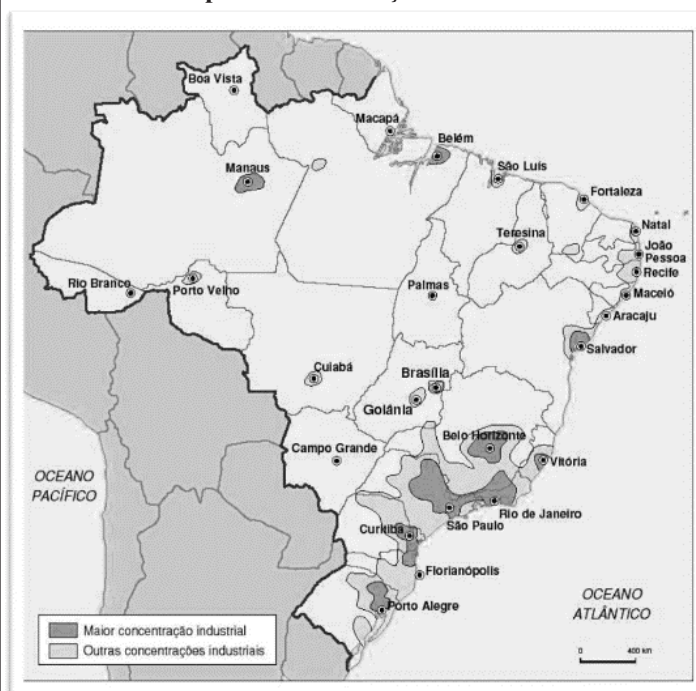 Boa Vista
Macapá
Belém
São Luís
Manaus
Fortaleza
Natal
Teresina
João
Pessoa
Recife
Rio Branco
Porto Velho
Palmas
Maceió
Aracaju
Salvador
Cuiabá
Brasília
Goiânia
Belo Horizonte
Campo Grande
Vitória
OCEANO
PACÍFICO
Rio de Janeiro
São Paulo
Curitiba
Florianópolis
OCEANO
ATLÂNTICO
Porto Alegre
Maior concentração industrial
Outras concentrações industriais
0 400 km